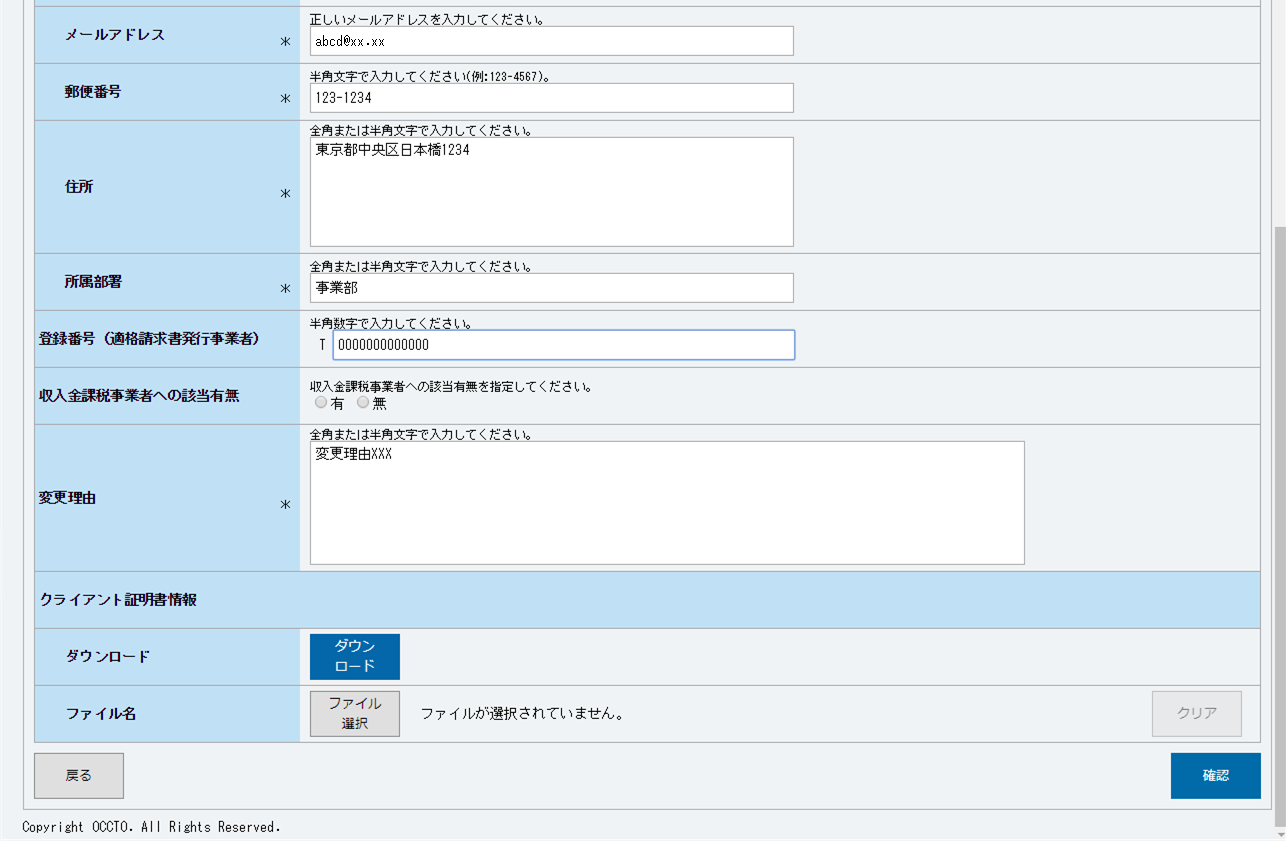 正しいメールアドレスを入力してください。
メールアドレス
＊
abcd@xx.xx
半角文字で入力してください(例:123-4567)。
郵便番号
＊
123-1234
全角または半角文字で入力してください。
東京都中央区日本橋1234
住所
＊
全角または半角文字で入力してください。
所属部署
＊
事業部
半角数字で入力してください。
登録番号（適格請求書発行事業者）
T 0000000000000
収入金課税事業者への該当有無を指定してください。
収入金課税事業者への該当有無
有 無
全角または半角文字で入力してください。
変更理由XXX
変更理由
＊
クライアント証明書情報
ダウンロード
ダウン
ロード
ファイル名
ファイル
選択
ファイルが選択されていません。
クリア
戻る
確認
Copyright OCCTO. All Rights Reserved.